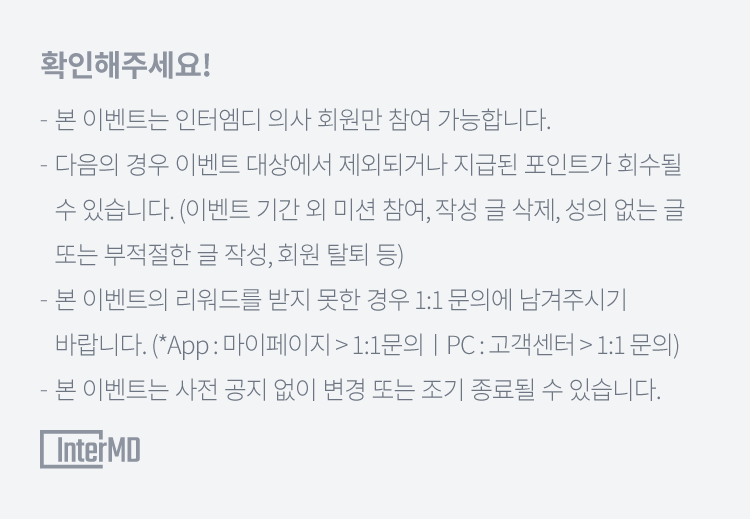 확인해주세요!
- 본 이벤트는 인터엠디 의사 회원만 참여 가능합니다.
- 다음의 경우 이벤트 대상에서 제외되거나 지급된 포인트가 회수될
수 있습니다. (이벤트 기간 외 미션 참여, 작성 글 삭제, 성의 없는 글
또는 부적절한 글 작성, 회원 탈퇴 등)
- 본 이벤트의 리워드를 받지 못한 경우 1:1 문의에 남겨주시기
바랍니다. (*App : 마이페이지 > 1:1문의 | PC : 고객센터 > 1:1 문의)
- 본 이벤트는 사전 공지 없이 변경 또는 조기 종료될 수 있습니다.
InterMD